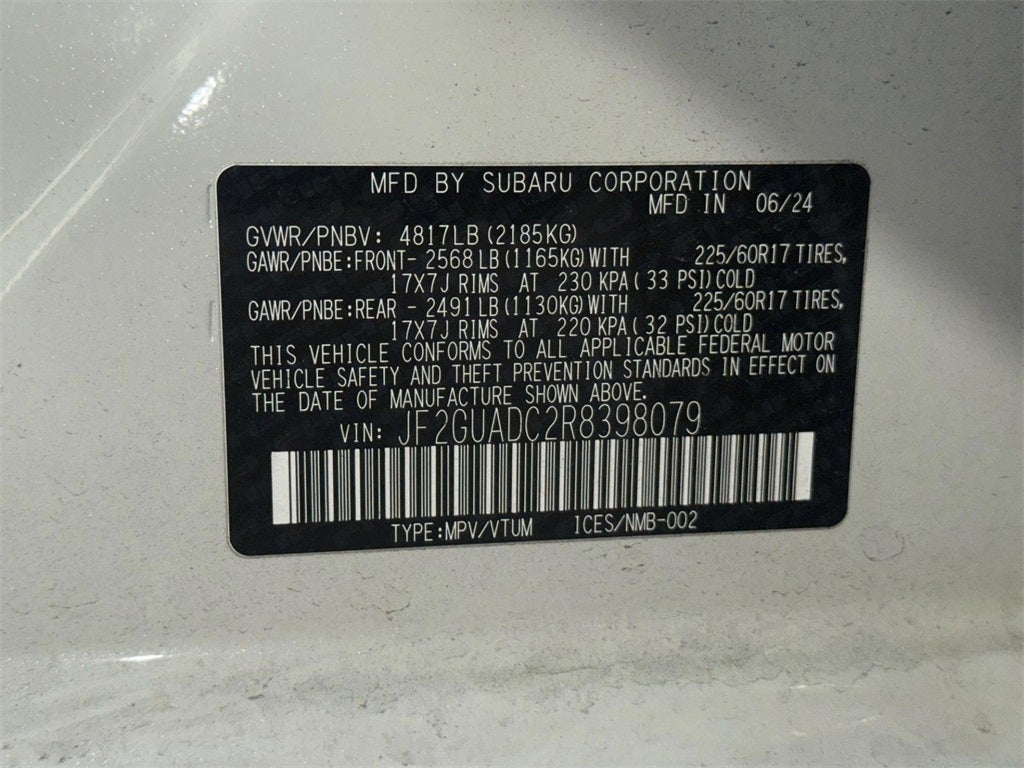 MFD BY SUBARU CORPORATION
MFD IN 06/24
GVWR/PNBV: 4817LB (2185KG)
GAWR/PNBE:FRONT- 2568 LB (1165KG) WITH 225/60R17 TIRES,
17X7J RIMS AT 230 KPA ( 33 PSI) COLD
GAWR/PNBE:REAR - 2491 LB (1130KG) WITH 225/60R17 TIRES,
17X7J RIMS AT 220 KPA ( 32 PSI) COLD
THIS VEHICLE CONFORMS TO ALL APPLICABLE FEDERAL MOTOR
VEHICLE SAFETY AND THEFT PREVENTION STANDARDS IN EFFECT ON
THE DATE OF MANUFACTURE SHOWN ABOVE.
VIN: JF2GUADC2R8398079
TYPE:MPV/VTUM ICES/NMB-002